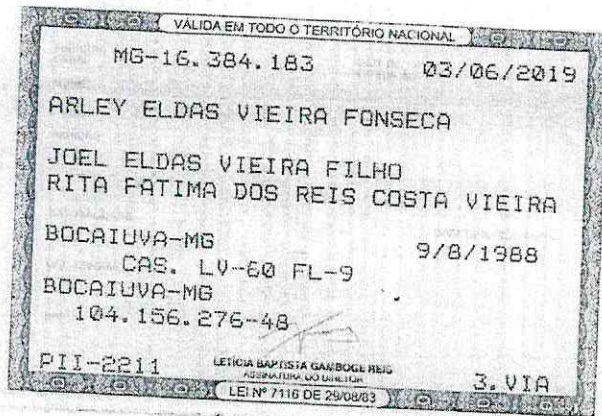 VÁLIDA EM TODO O TERRITÓRIO NACIONAL
MG-16.384.183 03/06/2019
ARLEY ELDAS VIEIRA FONSECA
JOEL ELDAS VIEIRA FILHO
RITA FATIMA DOS REIS COSTA VIEIRA
BOCAIUVA-MG 9/8/1988
CAS. LV-60 FL-9
BOCAIUVA-MG
104.156.276-48
LETICIA BAPTISTA GAMBOGE REIS
PII-2211 ASSINATURA DO DIRETOR 3.VIA
LEI Nº 7116 DE 29/08/83